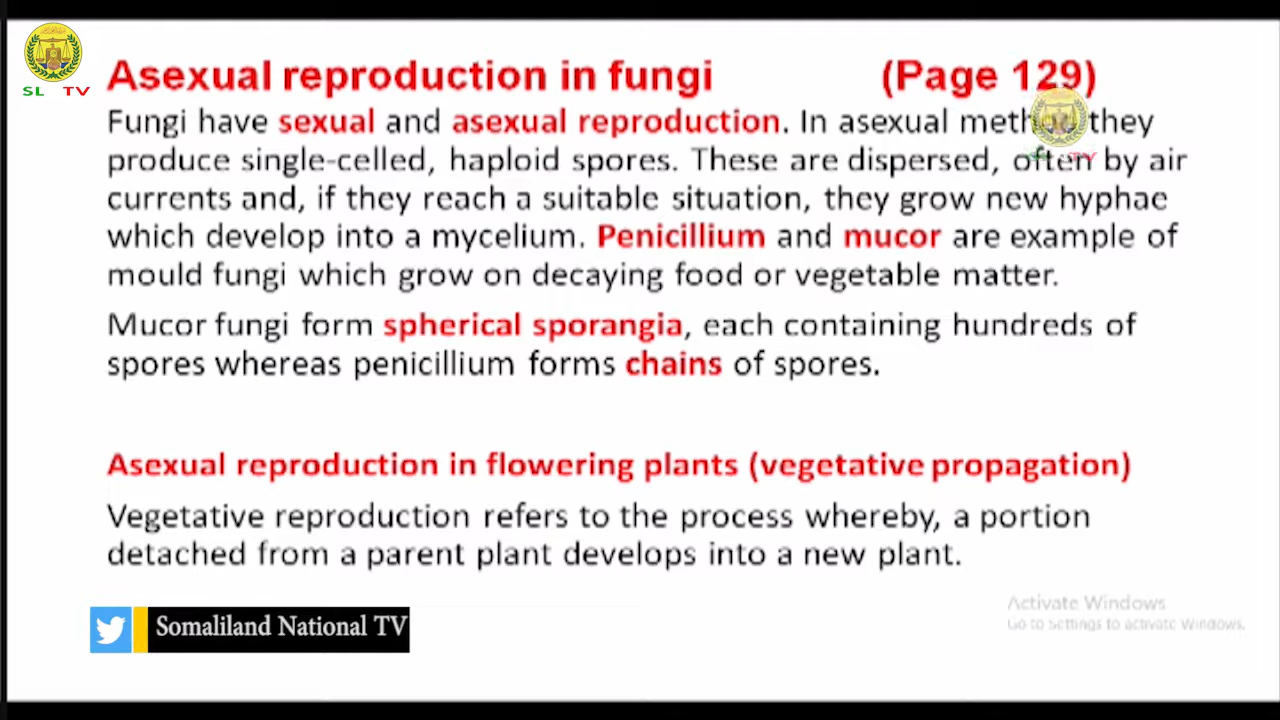 SL TV
Asexual reproduction in fungi (Page 129)
Fungi have sexual and asexual reproduction. In asexual method they
produce single-celled, haploid spores. These are dispersed, often by air
currents and, if they reach a suitable situation, they grow new hyphae
which develop into a mycelium. Penicillium and mucor are example of
mould fungi which grow on decaying food or vegetable matter.
Mucor fungi form spherical sporangia, each containing hundreds of
spores whereas penicillium forms chains of spores.
Asexual reproduction in flowering plants (vegetative propagation)
Vegetative reproduction refers to the process whereby, a portion
detached from a parent plant develops into a new plant.
Somaliland National TV
Activate Windows
Go to Settings to activate Windows.